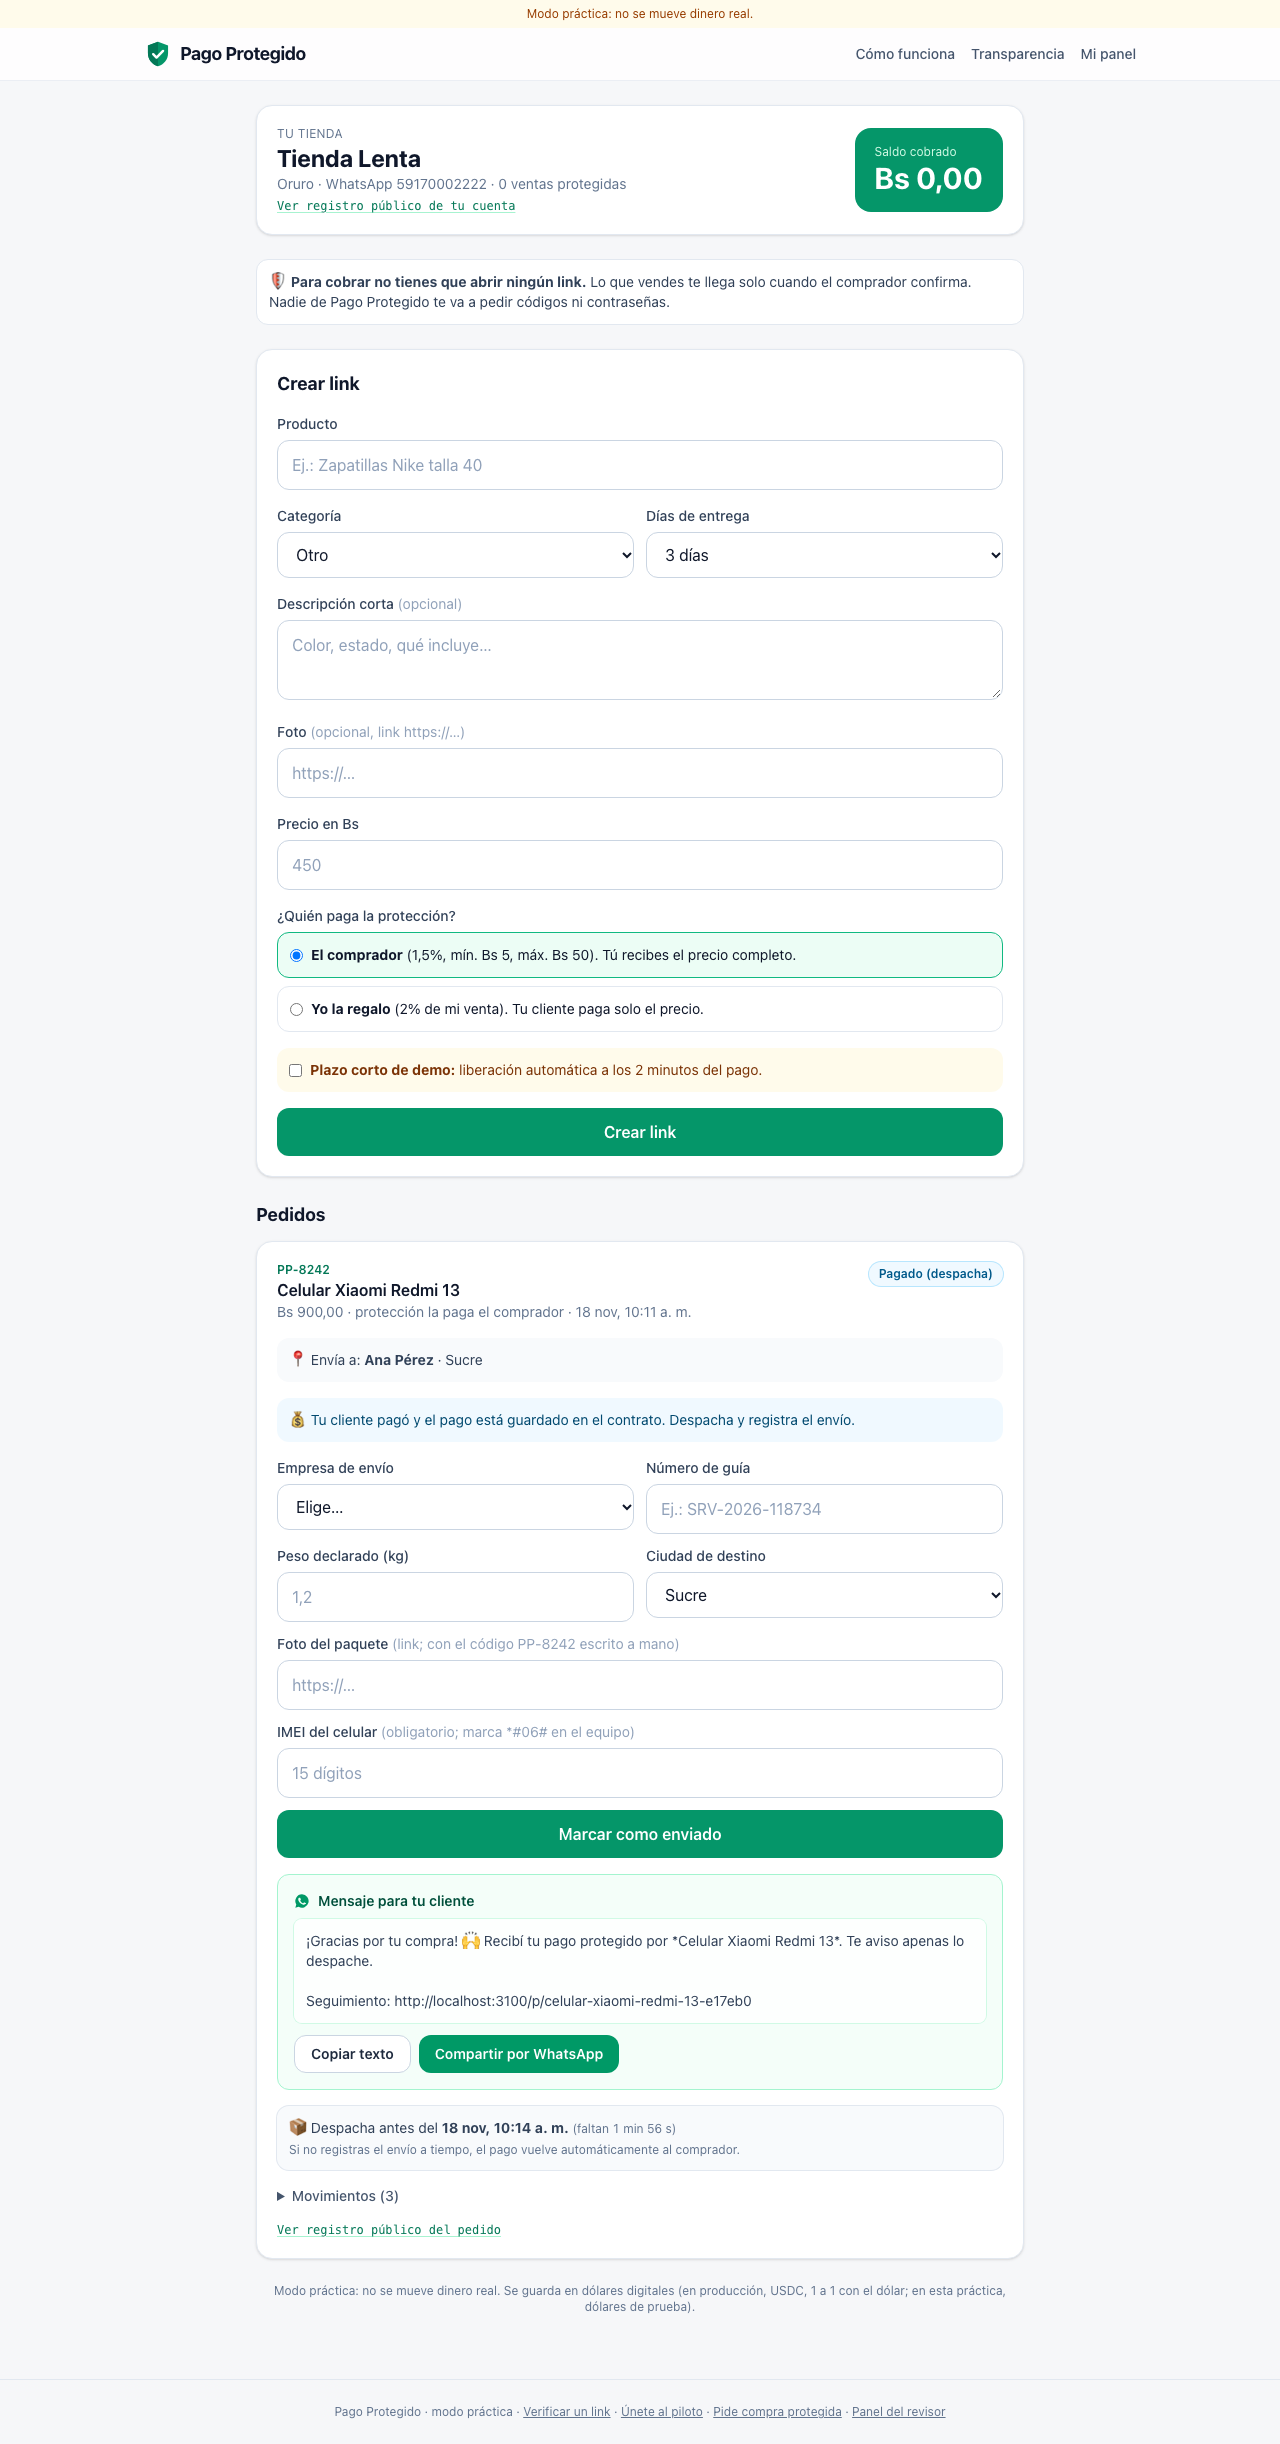 Modo práctica: no se mueve dinero real.
Pago Protegido
Cómo funciona Transparencia Mi panel
TU TIENDA
Tienda Lenta
Oruro · WhatsApp 59170002222 · 0 ventas protegidas
Ver registro público de tu cuenta
Saldo cobrado
Bs 0,00
Para cobrar no tienes que abrir ningún link. Lo que vendes te llega solo cuando el comprador confirma.
Nadie de Pago Protegido te va a pedir códigos ni contraseñas.
Crear link
Producto
Ej.: Zapatillas Nike talla 40
Categoría
Otro
Días de entrega
3 días
Descripción corta (opcional)
Color, estado, qué incluye...
Foto (opcional, link https://...)
https://...
Precio en Bs
450
¿Quién paga la protección?
El comprador (1,5%, mín. Bs 5, máx. Bs 50). Tú recibes el precio completo.
Yo la regalo (2% de mi venta). Tu cliente paga solo el precio.
Plazo corto de demo: liberación automática a los 2 minutos del pago.
Crear link
Pedidos
PP-8242
Celular Xiaomi Redmi 13
Bs 900,00 · protección la paga el comprador · 18 nov, 10:11 a. m.
Pagado (despacha)
Envía a: Ana Pérez · Sucre
Tu cliente pagó y el pago está guardado en el contrato. Despacha y registra el envío.
Empresa de envío
Elige...
Número de guía
Ej.: SRV-2026-118734
Peso declarado (kg)
1,2
Ciudad de destino
Sucre
Foto del paquete (link; con el código PP-8242 escrito a mano)
https://...
IMEI del celular (obligatorio; marca *#06# en el equipo)
15 dígitos
Marcar como enviado
Mensaje para tu cliente
¡Gracias por tu compra! 🙌 Recibí tu pago protegido por *Celular Xiaomi Redmi 13*. Te aviso apenas lo
despache.
Seguimiento: http://localhost:3100/p/celular-xiaomi-redmi-13-e17eb0
Copiar texto
Compartir por WhatsApp
Despacha antes del 18 nov, 10:14 a. m. (faltan 1 min 56 s)
Si no registras el envío a tiempo, el pago vuelve automáticamente al comprador.
Movimientos (3)
Ver registro público del pedido
Modo práctica: no se mueve dinero real. Se guarda en dólares digitales (en producción, USDC, 1 a 1 con el dólar; en esta práctica,
dólares de prueba).
Pago Protegido · modo práctica · Verificar un link · Únete al piloto · Pide compra protegida · Panel del revisor